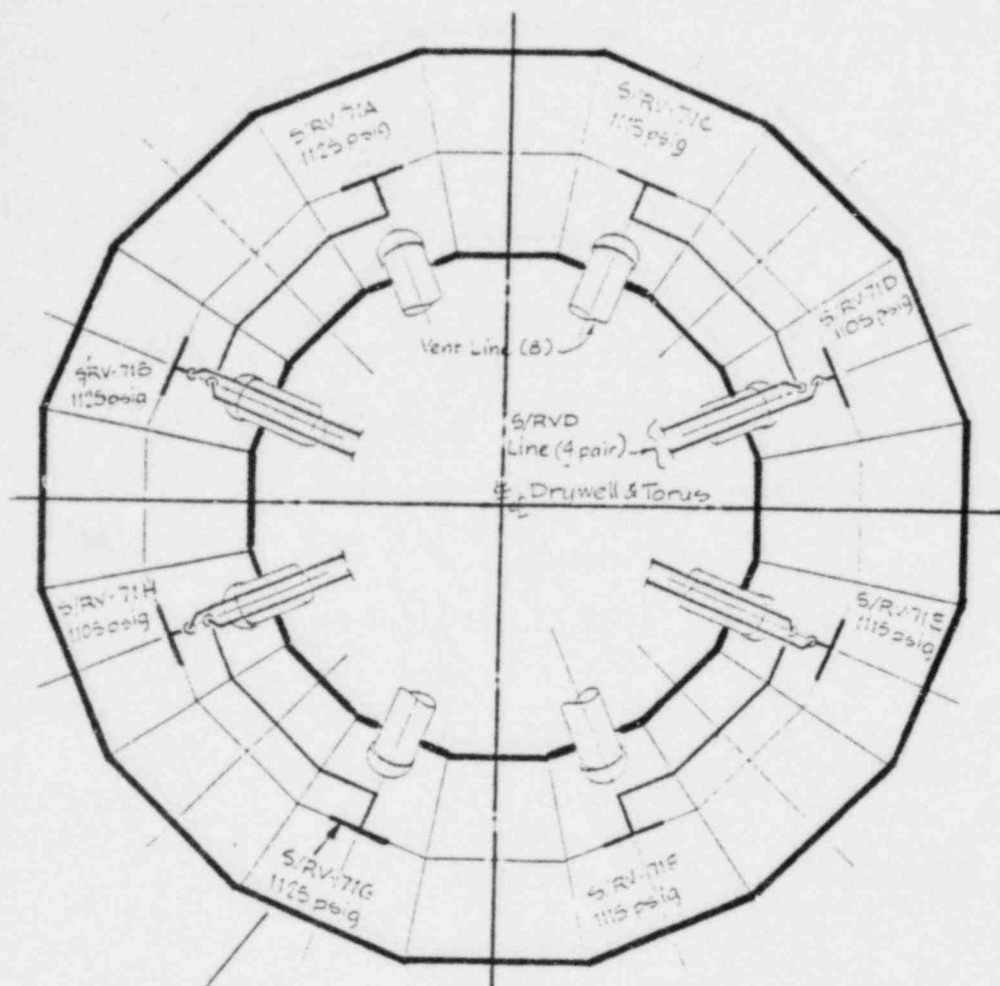 S/RV-71A
1125 psig
S/RV-71C
1115 psig
S/RV-71D
1105 psig
Vent Line (8)
S/RV-71B
1125 psig
S/RVD
Line (4 pair)
℄ Drywell & Torus
S/RV-71H
1105 psig
S/RV-71E
1115 psig
S/RV-71G
1125 psig
S/RV-71F
1115 psig